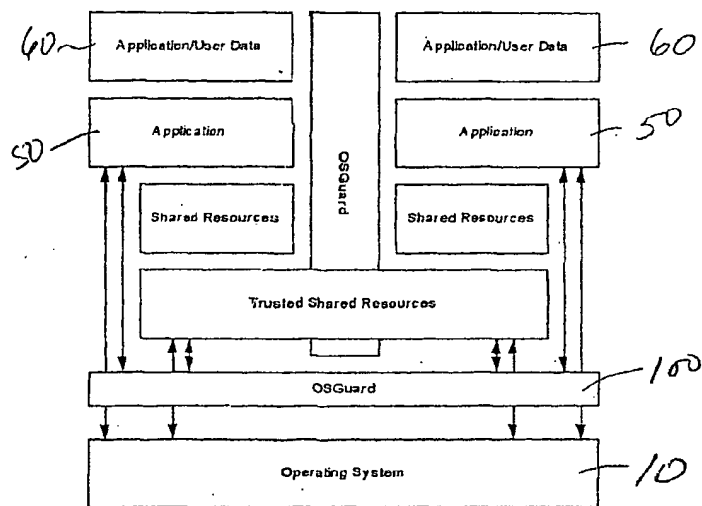 60 Application/User Data Application/User Data 60
50 Application OSGuard Application 50
Shared Resources Shared Resources
Trusted Shared Resources
OSGuard 100
Operating System 10